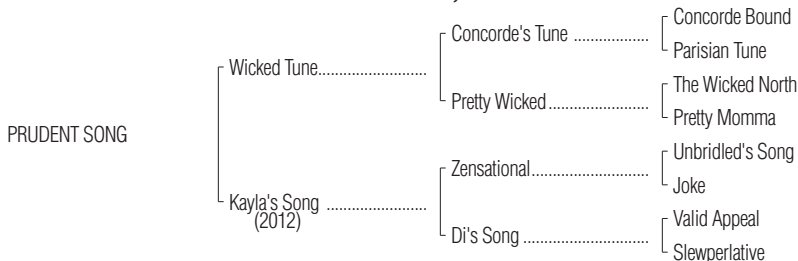 Concorde Bound
Concorde's Tune ..................
Parisian Tune
Wicked Tune..........................
The Wicked North
Pretty Wicked........................
Pretty Momma
PRUDENT SONG
Unbridled's Song
Zensational............................
Joke
Kayla's Song ........................
(2012)
Valid Appeal
Di's Song ..............................
Slewperlative